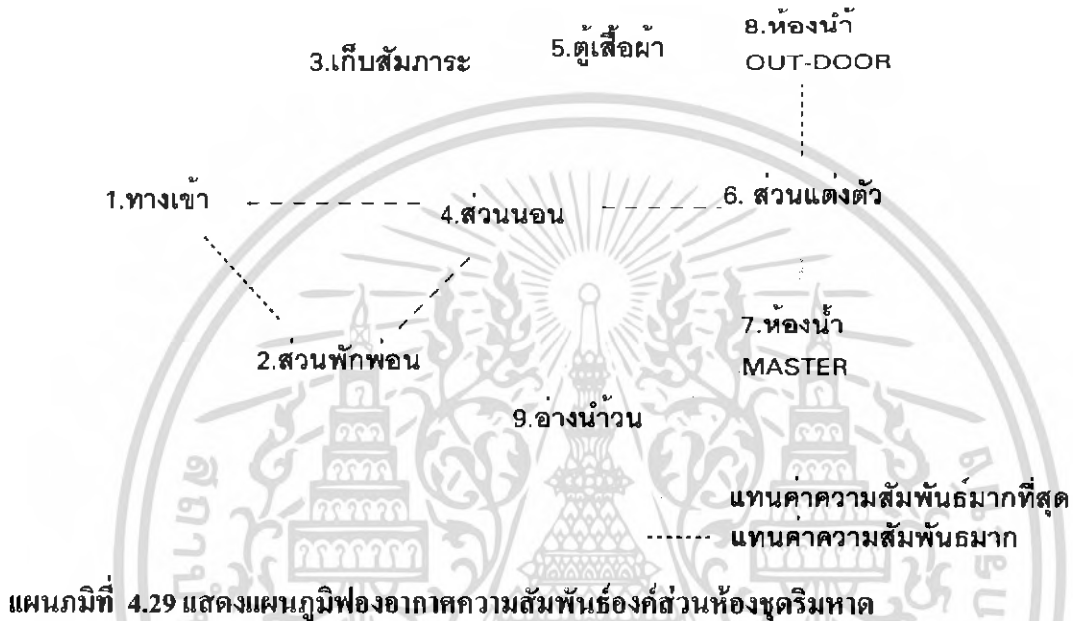 3.เก็บสัมภาระ
5.ตู้เสื้อผ้า
8.ห้องน้ำ
OUT-DOOR
1.ทางเข้า
4.ส่วนนอน
6. ส่วนแต่งตัว
2.ส่วนพักพ่อน
7.ห้องน้ำ
MASTER
9.อ่างน้ำวน
แทนค่าความสัมพันธ์มากที่สุด
แทนค่าความสัมพันธ์มาก
แผนภมิที่ 4.29 แสดงแผนภูมิฟองอากาศความสัมพันธ์องค์ส่วนห้องชุดริมหาด